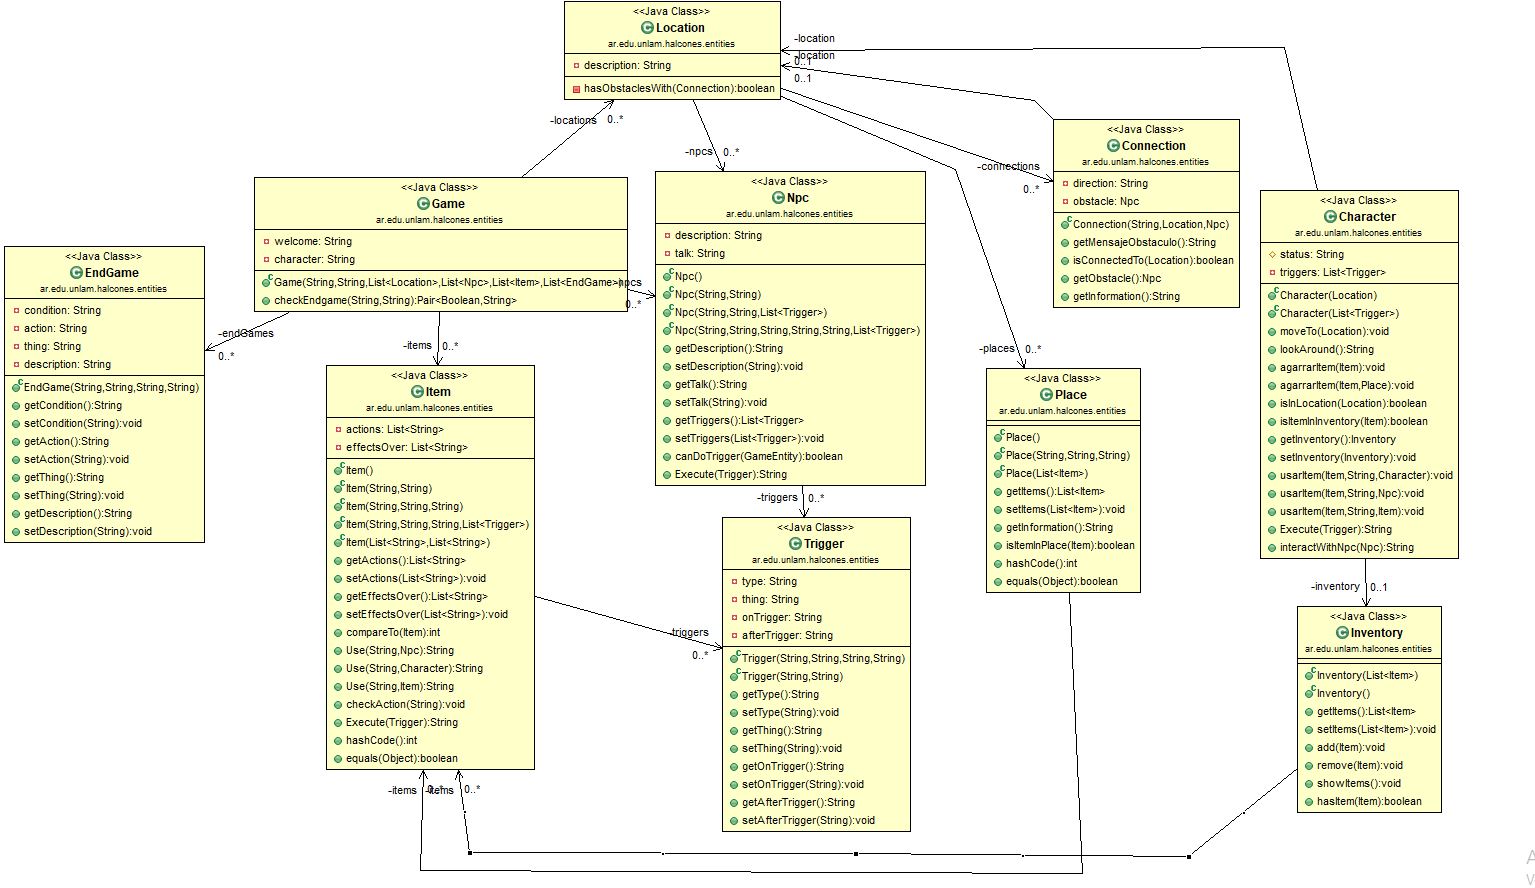 <<Java Class>>
Location
ar.edu.unlam.halcones.entities
description: String
hasObstaclesWith(Connection):boolean
-location
0..1
-location
0..1
-locations
0..*
-npcs
0..*
-connections
0..*
<<Java Class>>
Connection
ar.edu.unlam.halcones.entities
direction: String
obstacle: Npc
Connection(String,Location,Npc)
getMensajeObstaculo():String
isConnectedTo(Location):boolean
getObstacle():Npc
getInformation():String
<<Java Class>>
Game
ar.edu.unlam.halcones.entities
welcome: String
character: String
Game(String,String,List<Location>,List<Npc>,List<Item>,List<EndGame>)
checkEndgame(String,String):Pair<Boolean,String>
npcs
0..*
-endGames
0..*
-items
0..*
<<Java Class>>
Npc
ar.edu.unlam.halcones.entities
description: String
talk: String
Npc()
Npc(String,String)
Npc(String,String,List<Trigger>)
Npc(String,String,String,String,String,List<Trigger>)
getDescription():String
setDescription(String):void
getTalk():String
setTalk(String):void
getTriggers():List<Trigger>
setTriggers(List<Trigger>):void
canDoTrigger(GameEntity):boolean
Execute(Trigger):String
-triggers
0..*
<<Java Class>>
Character
ar.edu.unlam.halcones.entities
status: String
triggers: List<Trigger>
Character(Location)
Character(List<Trigger>)
moveTo(Location):void
lookAround():String
agarrarItem(Item):void
agarrarItem(Item,Place):void
isInLocation(Location):boolean
isItemInInventory(Item):boolean
getInventory():Inventory
setInventory(Inventory):void
usarItem(Item,String,Character):void
usarItem(Item,String,Npc):void
usarItem(Item,String,Item):void
Execute(Trigger):String
interactWithNpc(Npc):String
-inventory
0..1
<<Java Class>>
EndGame
ar.edu.unlam.halcones.entities
condition: String
action: String
thing: String
description: String
EndGame(String,String,String,String)
getCondition():String
setCondition(String):void
getAction():String
setAction(String):void
getThing():String
setThing(String):void
getDescription():String
setDescription(String):void
<<Java Class>>
Item
ar.edu.unlam.halcones.entities
actions: List<String>
effectsOver: List<String>
Item()
Item(String,String)
Item(String,String,String)
Item(String,String,String,List<Trigger>)
Item(List<String>,List<String>)
getActions():List<String>
setActions(List<String>):void
getEffectsOver():List<String>
setEffectsOver(List<String>):void
compareTo(Item):int
Use(String,Npc):String
Use(String,Character):String
Use(String,Item):String
checkAction(String):void
Execute(Trigger):String
hashCode():int
equals(Object):boolean
-triggers
0..*
-places
0..*
<<Java Class>>
Place
ar.edu.unlam.halcones.entities
Place()
Place(String,String,String)
Place(List<Item>)
getItems():List<Item>
setItems(List<Item>):void
getInformation():String
isItemInPlace(Item):boolean
hashCode():int
equals(Object):boolean
<<Java Class>>
Trigger
ar.edu.unlam.halcones.entities
type: String
thing: String
onTrigger: String
afterTrigger: String
Trigger(String,String,String,String)
Trigger(String,String)
getType():String
setType(String):void
getThing():String
setThing(String):void
getOnTrigger():String
setOnTrigger(String):void
getAfterTrigger():String
setAfterTrigger(String):void
<<Java Class>>
Inventory
ar.edu.unlam.halcones.entities
Inventory(List<Item>)
Inventory()
getItems():List<Item>
setItems(List<Item>):void
add(Item):void
remove(Item):void
showItems():void
hasItem(Item):boolean
-items
0..*
-items
0..*